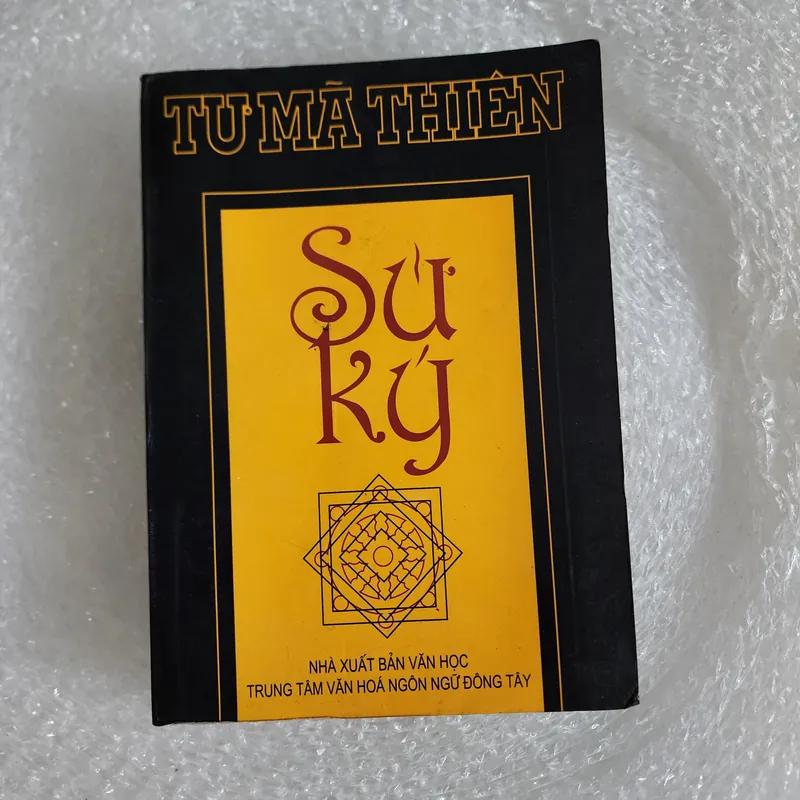 TƯ MÃ THIÊN
Sử
ký
NHÀ XUẤT BẢN VĂN HỌC
TRUNG TÂM VĂN HOÁ NGÔN NGỮ ĐÔNG TÂY